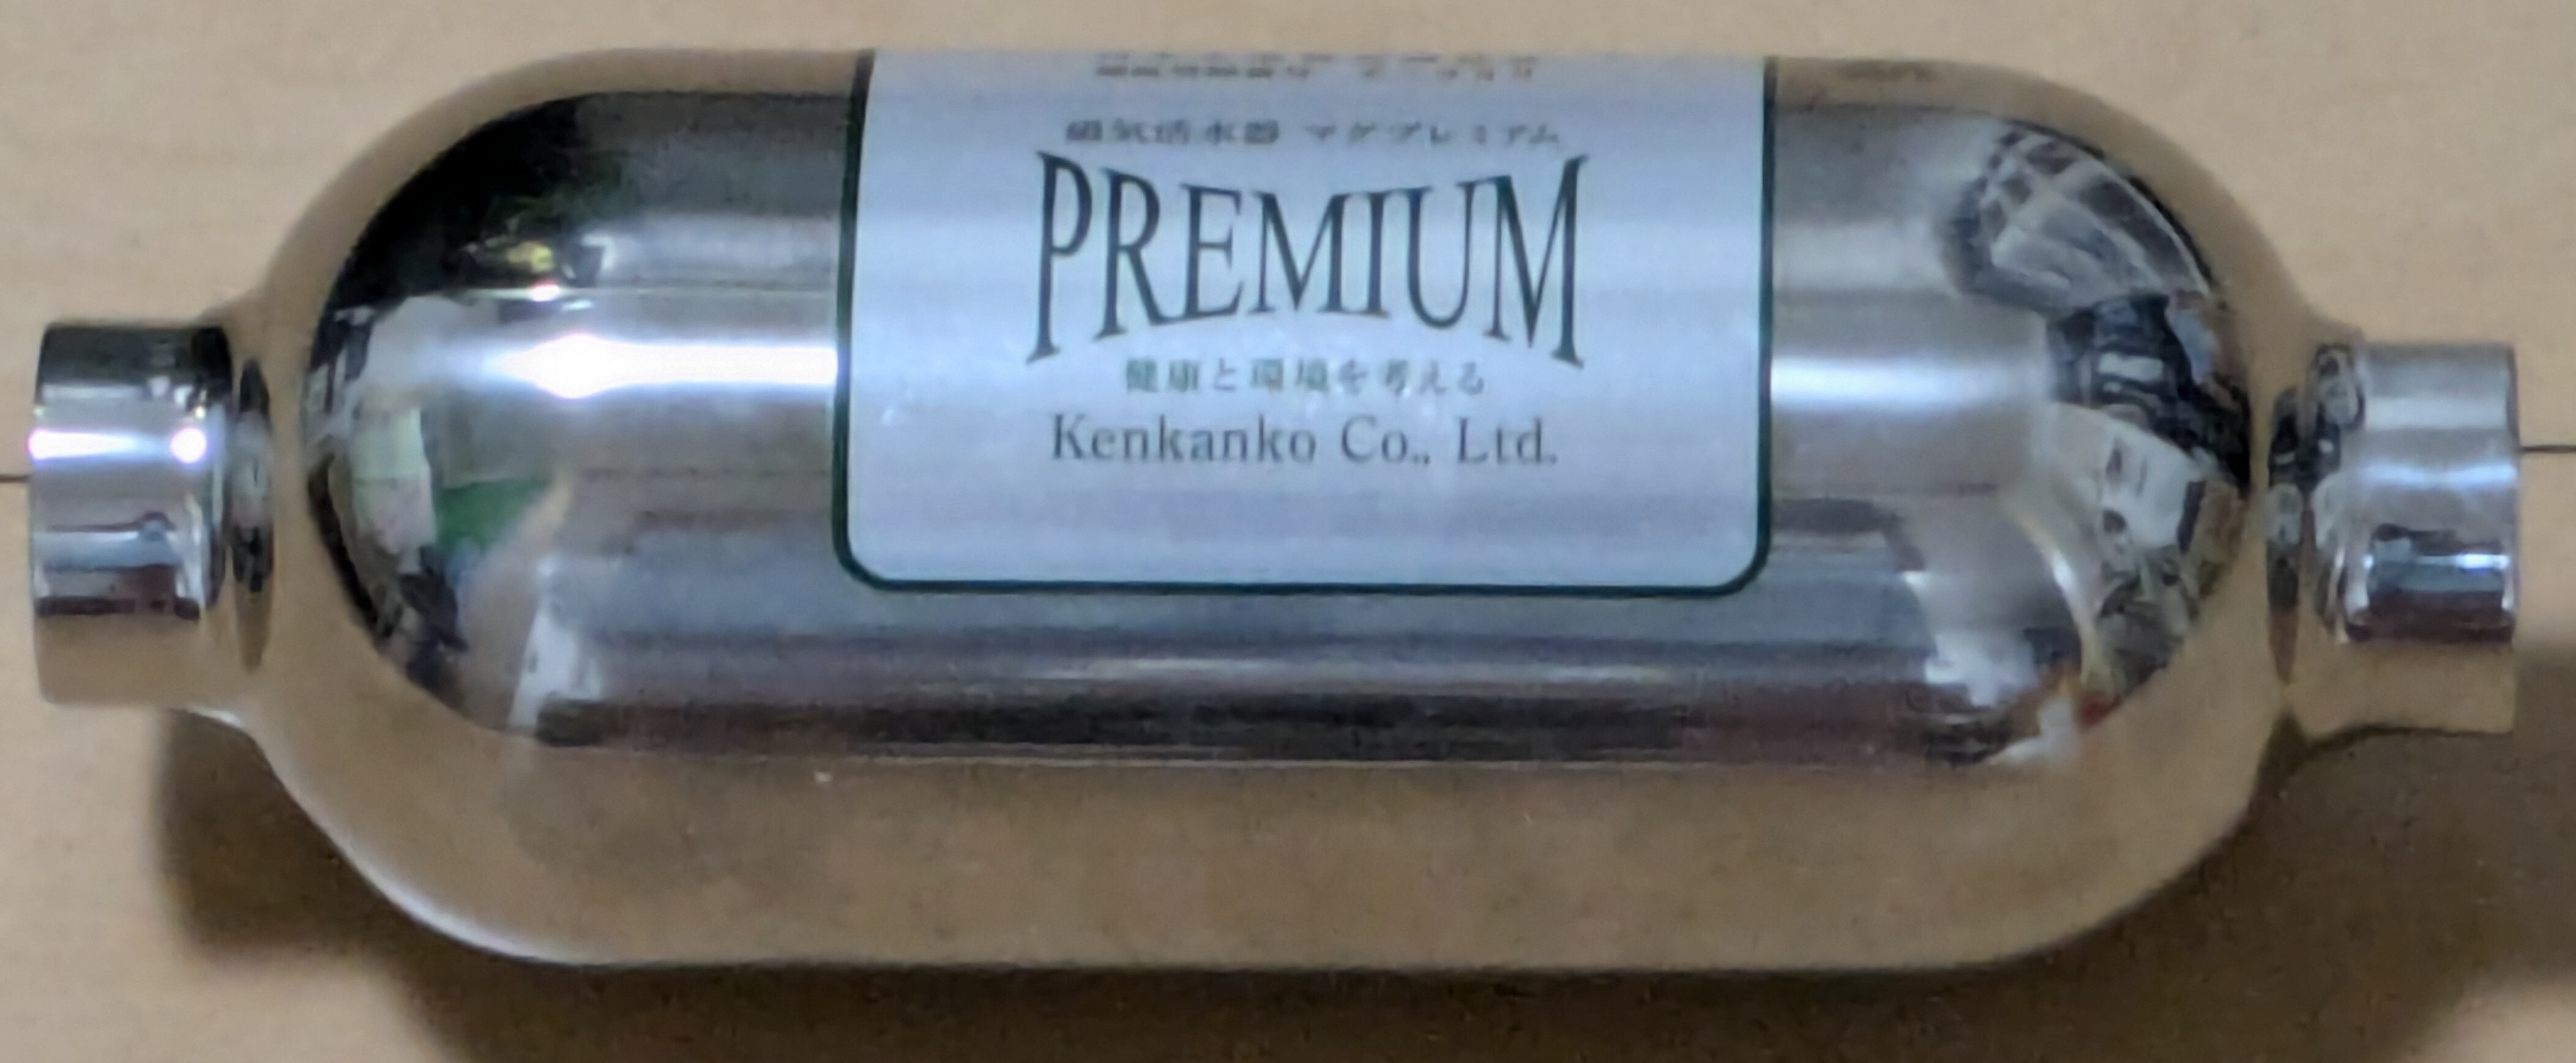 磁気活水器 マグプレミアム
PREMIUM
健康と環境を考える
Kenkanko Co., Ltd.